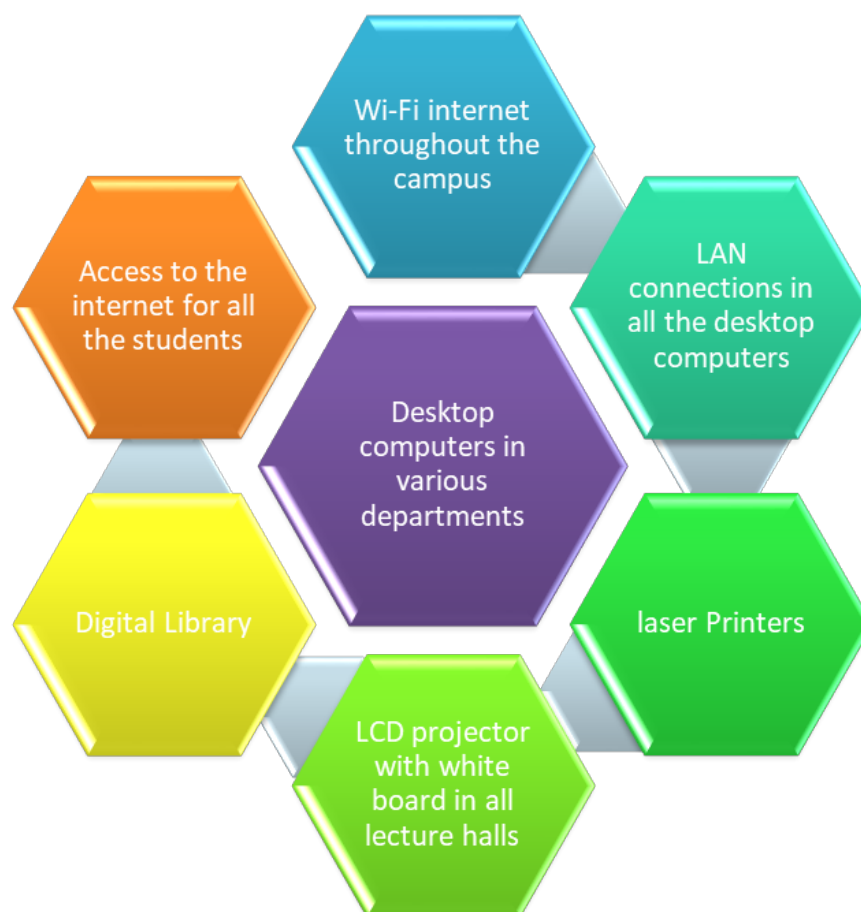 Wi-Fi internet
throughout the
campus
Access to the
internet for all
the students
LAN
connections in
all the desktop
computers
Desktop
computers in
various
departments
Digital Library
laser Printers
LCD projector
with white
board in all
lecture halls